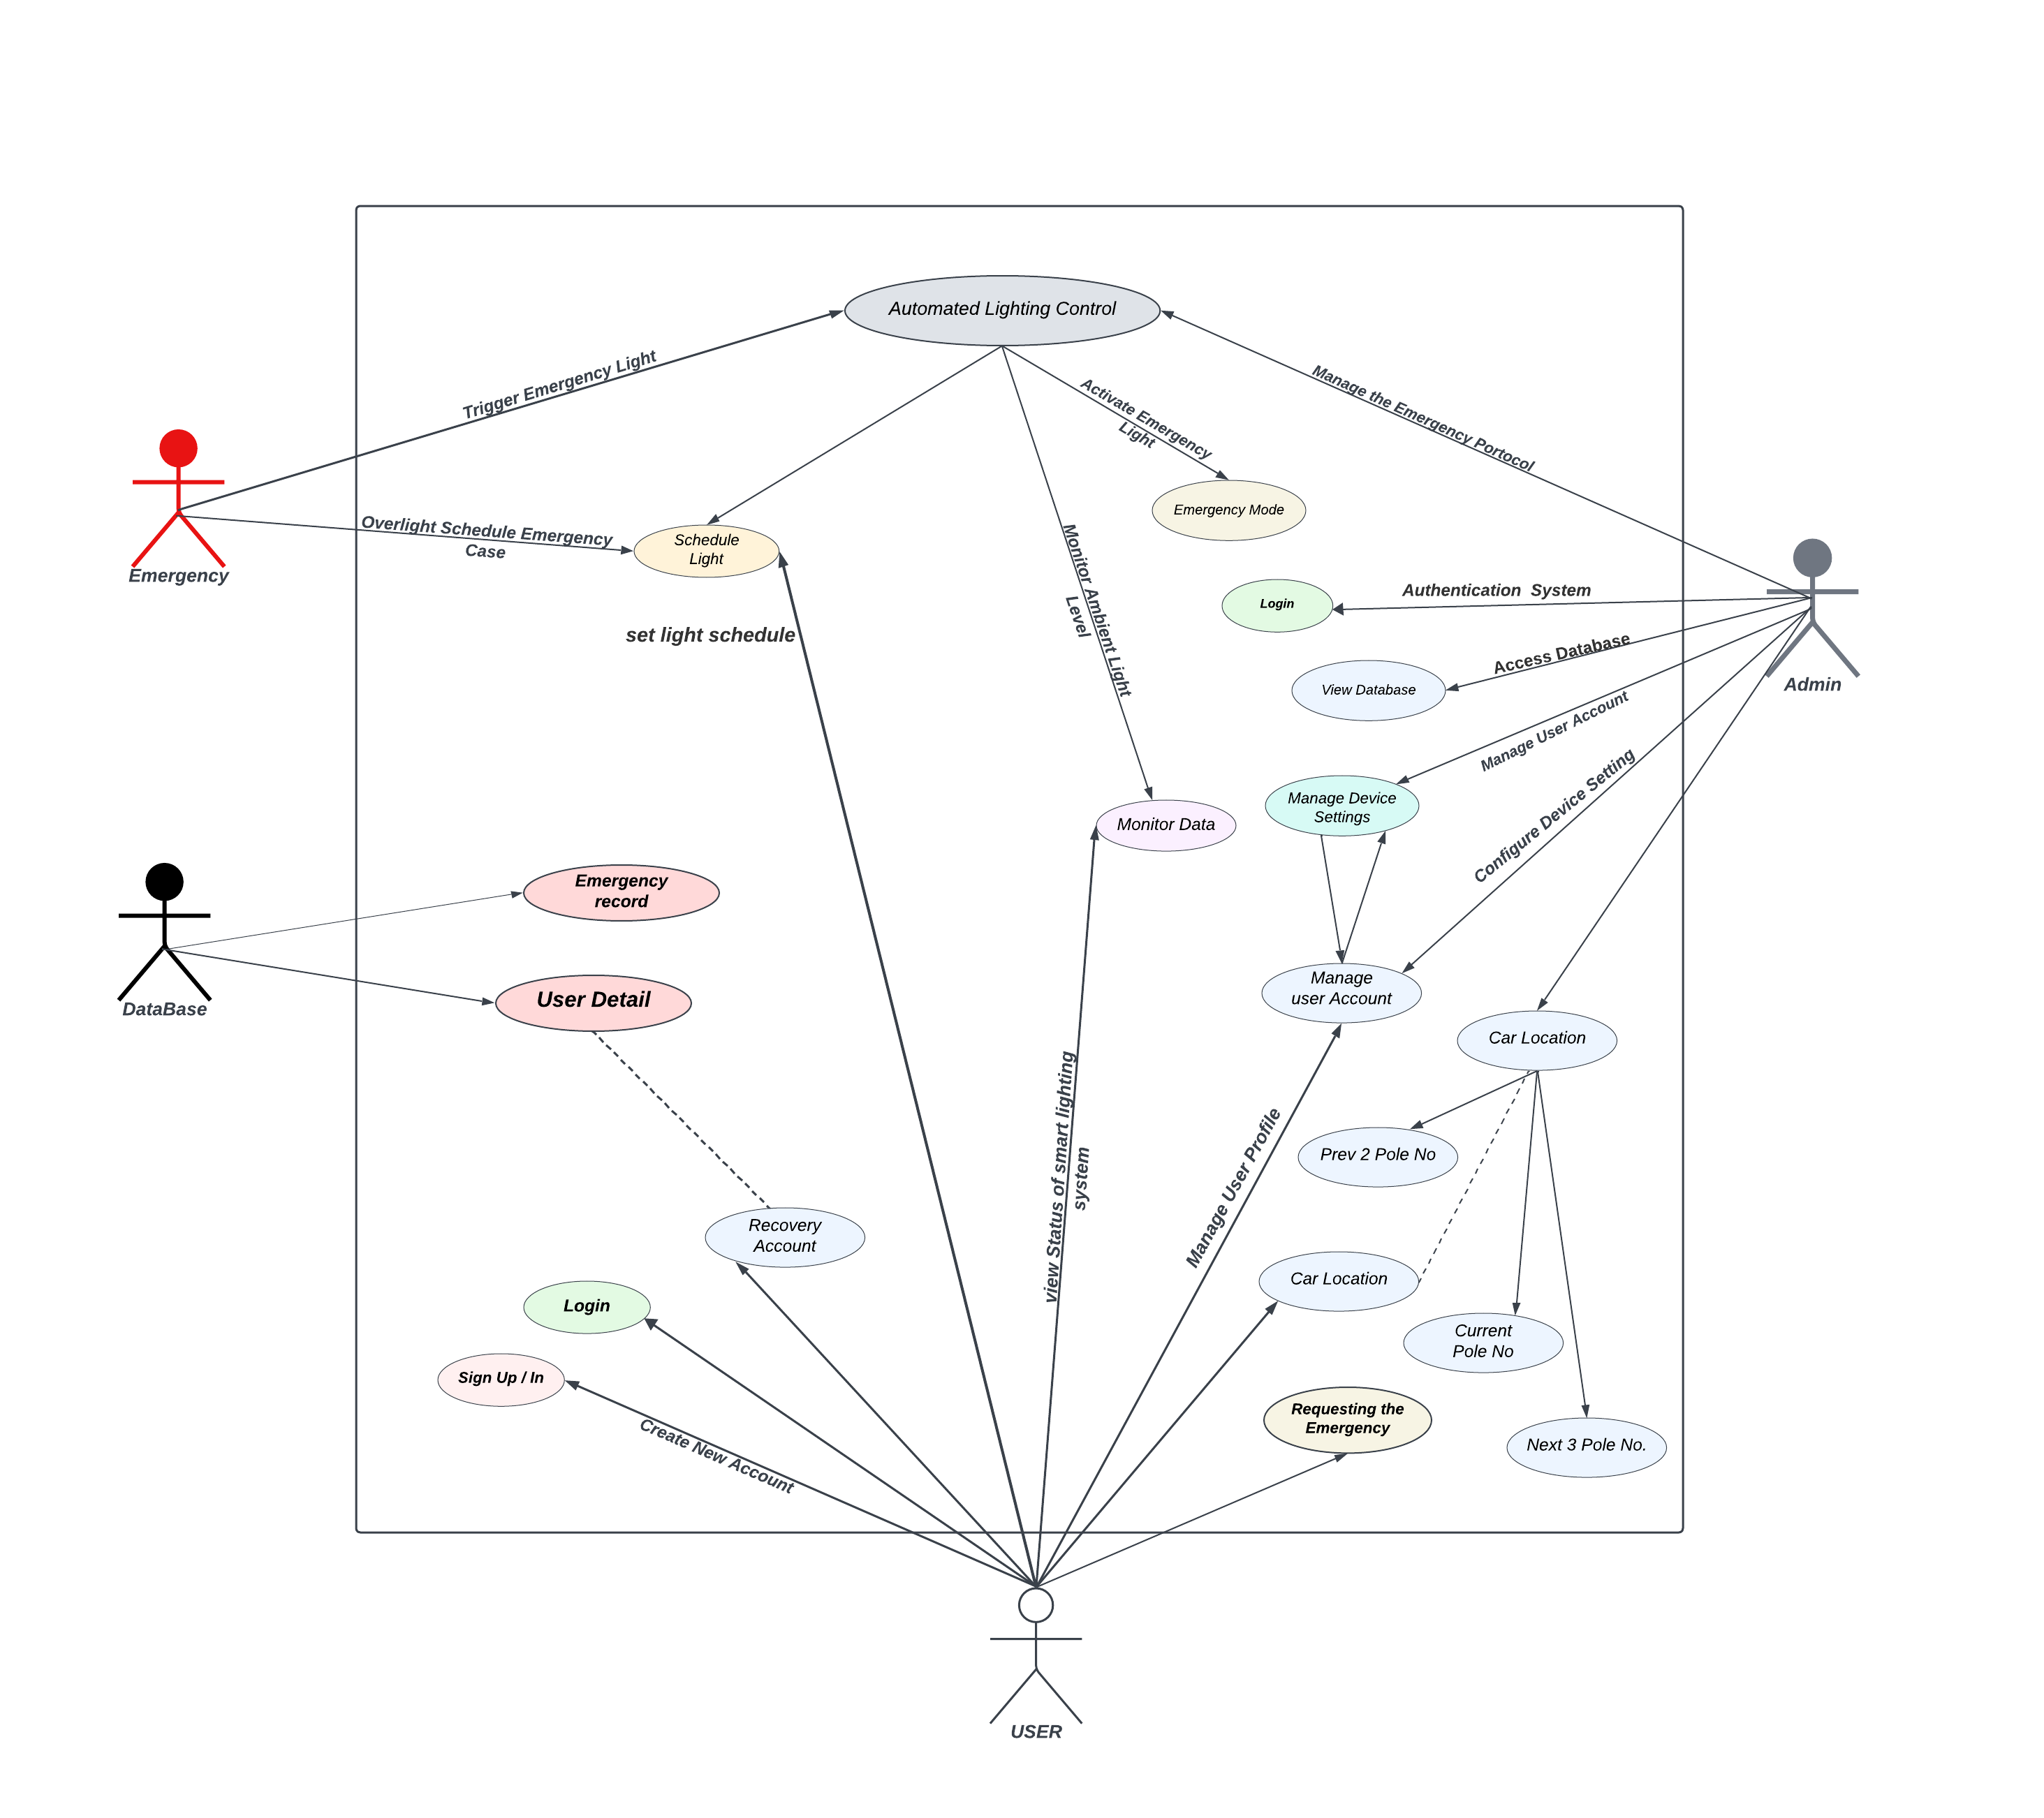 Automated Lighting Control
Trigger Emergency Light
Activate Emergency
Light
Manage the Emergency Portocol
Emergency Mode
Overlight Schedule Emergency
Case
Schedule
Light
Emergency
Monitor Ambient Light
Level
Authentication  System
Login
set light schedule
Access Database
View Database
Admin
Manage User Account
Manage Device
Settings
Configure Device Setting
Monitor Data
Emergency
record
DataBase
User Detail
Manage
user Account
Car Location
view Status of smart lighting
system
Manage User Profile
Prev 2 Pole No
Recovery
Account
Car Location
Login
Current
Pole No
Sign Up / In
Create New Account
Requesting the
Emergency
Next 3 Pole No.
USER